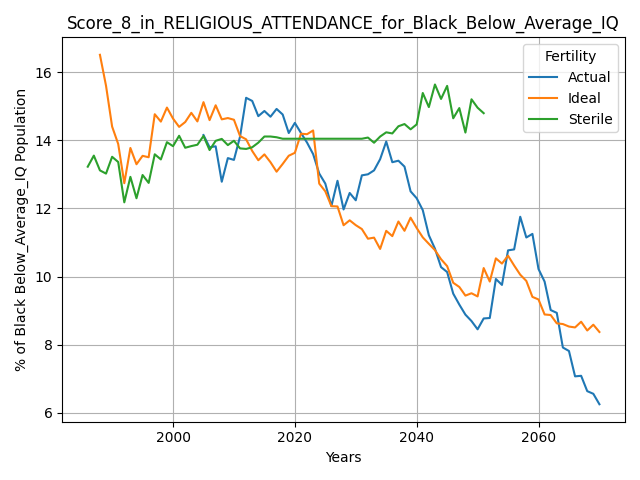 Score_8_in_RELIGIOUS_ATTENDANCE_for_Black_Below_Average_IQ
% of Black Below_Average_IQ Population
16
14
12
10
8
6
Fertility
Actual
Ideal
Sterile
2000
2020
2040
2060
Years